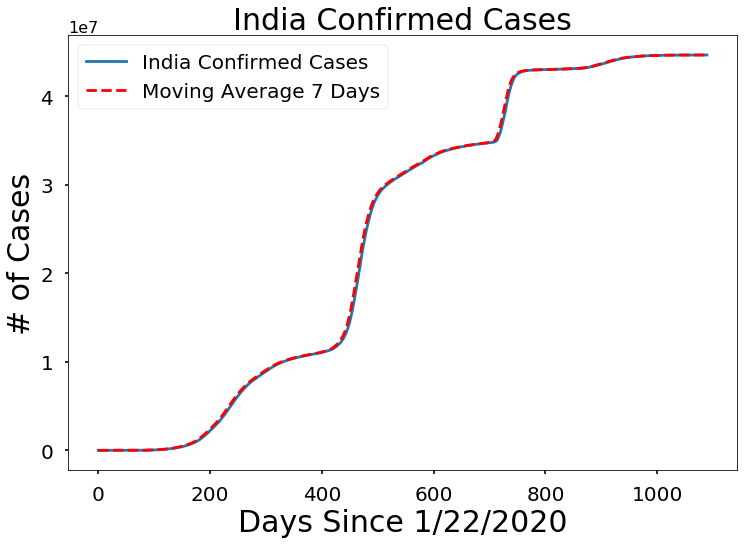 India Confirmed Cases
1e7
India Confirmed Cases
Moving Average 7 Days
4
3
2
1
0
# of Cases
0 200 400 600 800 1000
Days Since 1/22/2020